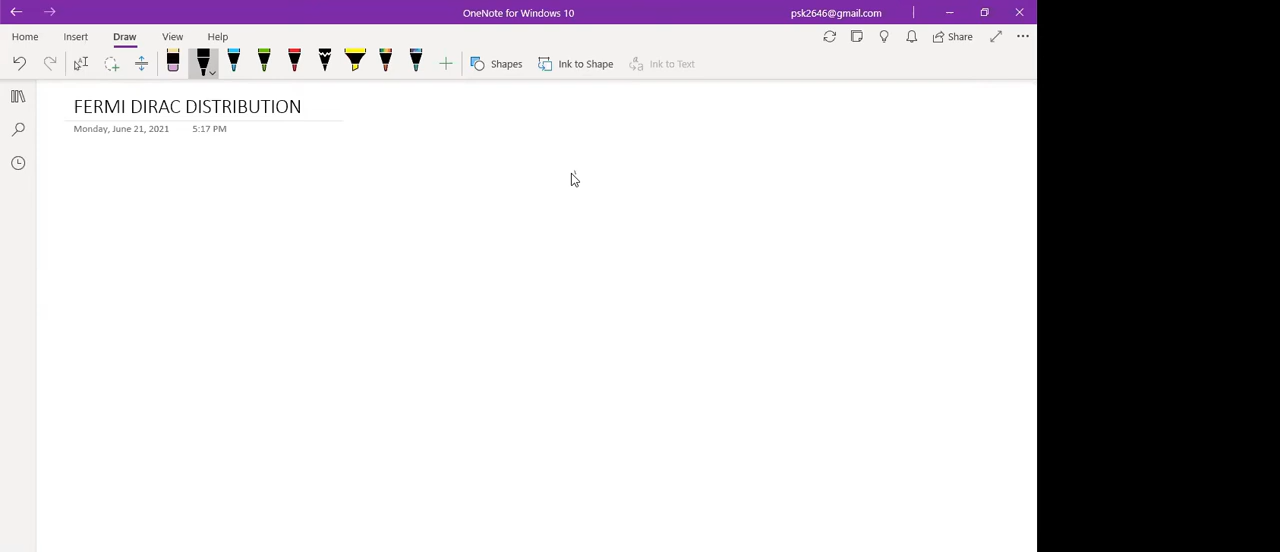 OneNote for Windows 10
psk2646@gmail.com
Home Insert Draw View Help
Share
Shapes Ink to Shape Ink to Text
FERMI DIRAC DISTRIBUTION
Monday, June 21, 2021 5:17 PM